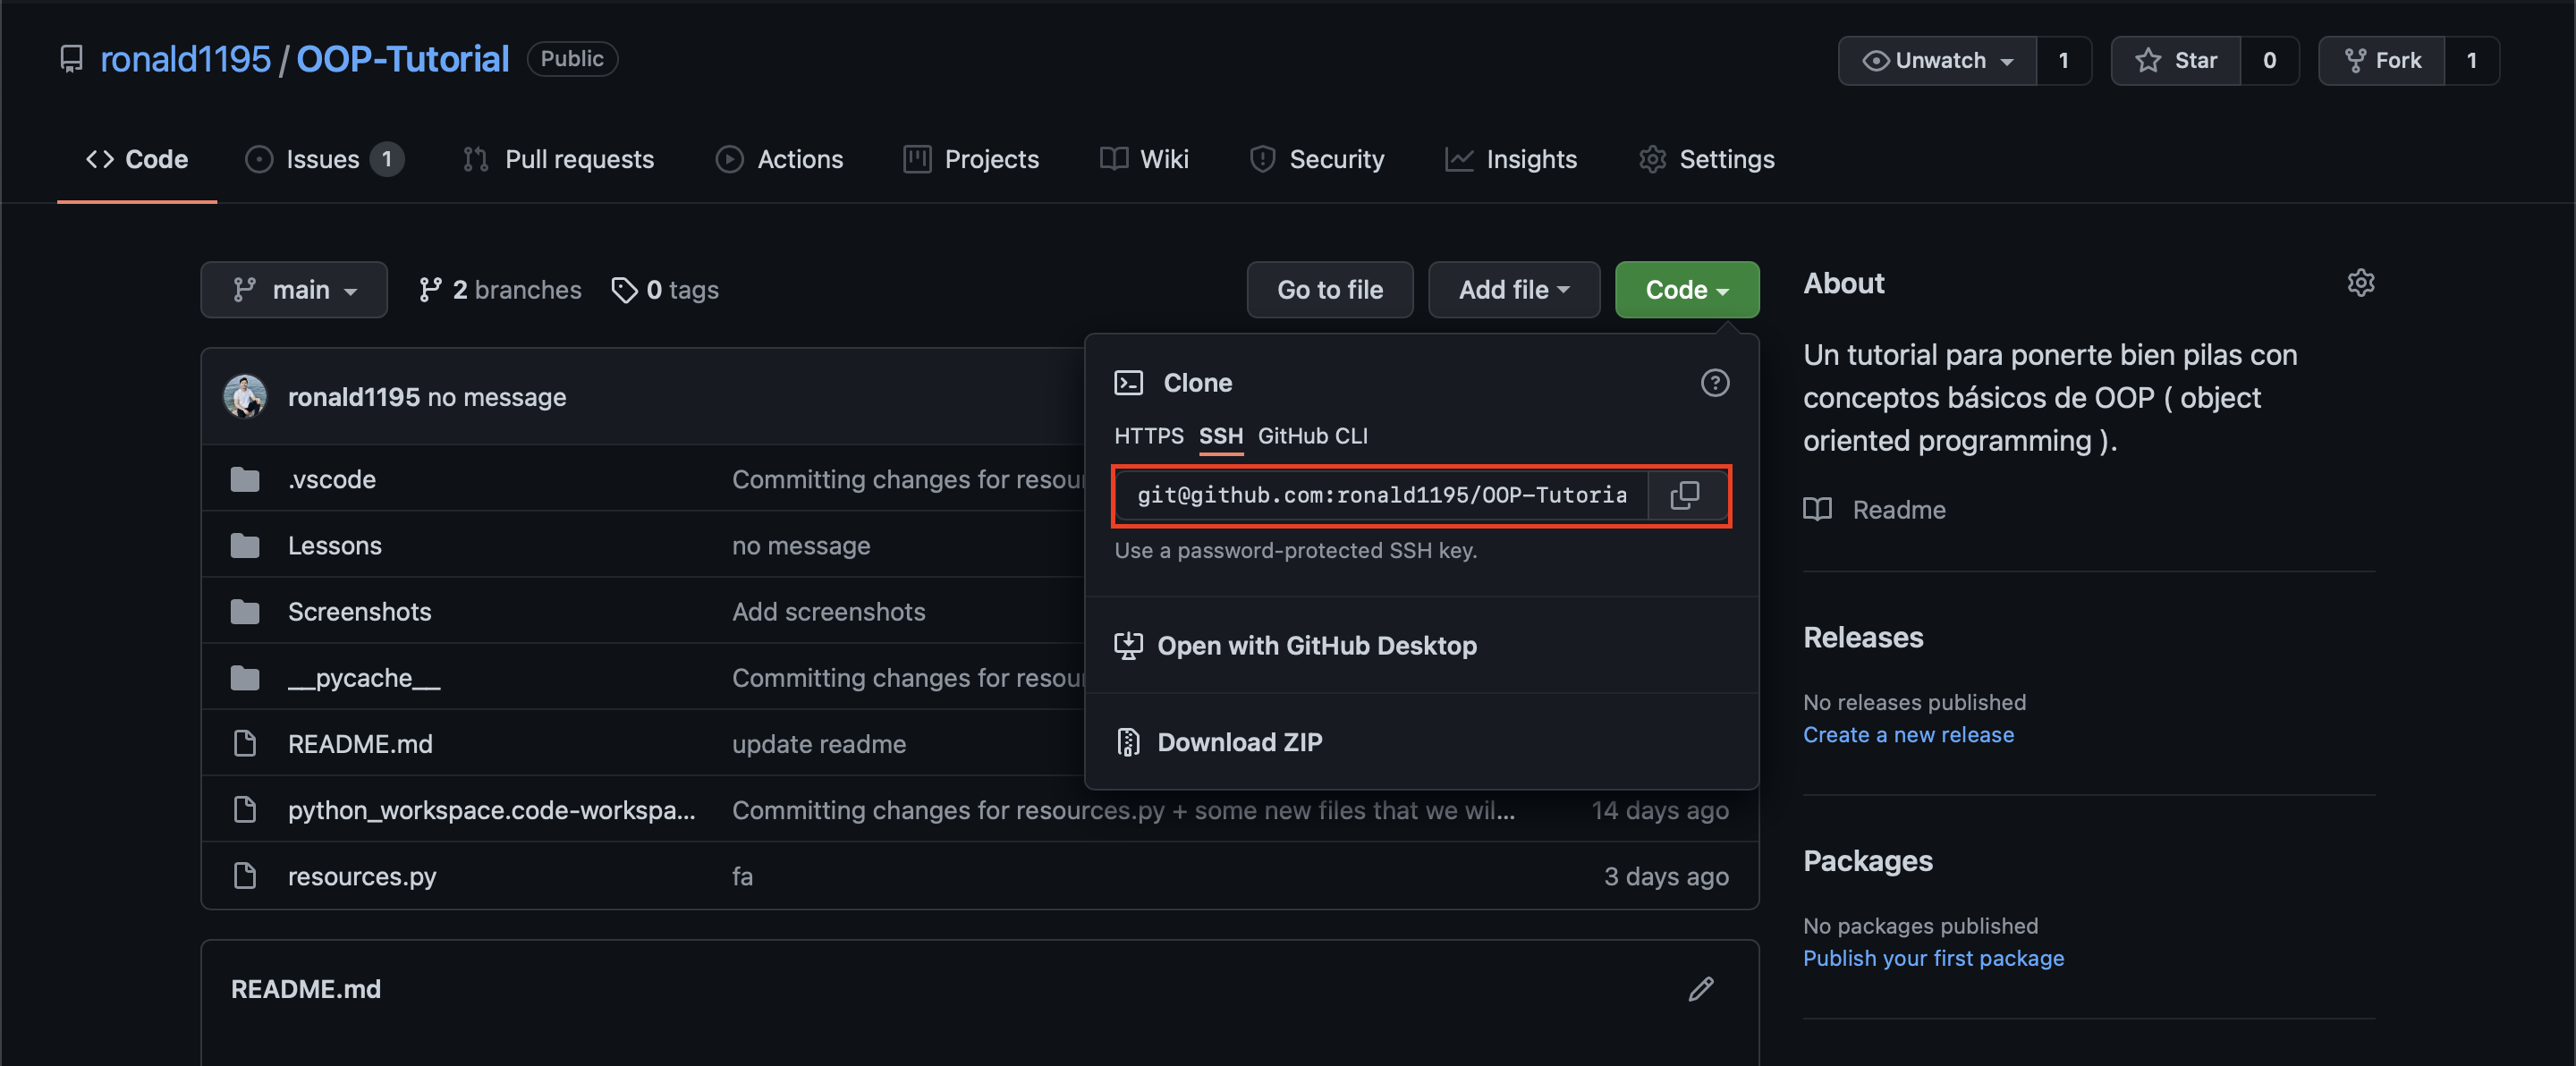 ronald1195 / OOP-Tutorial Public
Unwatch 1 Star 0 Fork 1
Code Issues 1 Pull requests Actions Projects Wiki Security Insights Settings
main 2 branches 0 tags Go to file Add file Code
ronald1195 no message
.vscode Committing changes for resour
Lessons no message
Screenshots Add screenshots
__pycache__ Committing changes for resour
README.md update readme
python_workspace.code-workspa... Committing changes for resources.py + some new files that we wil... 14 days ago
resources.py fa 3 days ago
README.md
Clone
HTTPS SSH GitHub CLI
git@github.com:ronald1195/OOP-Tutoria
Use a password-protected SSH key.
Open with GitHub Desktop
Download ZIP
About
Un tutorial para ponerte bien pilas con
conceptos básicos de OOP ( object
oriented programming ).
Readme
Releases
No releases published
Create a new release
Packages
No packages published
Publish your first package